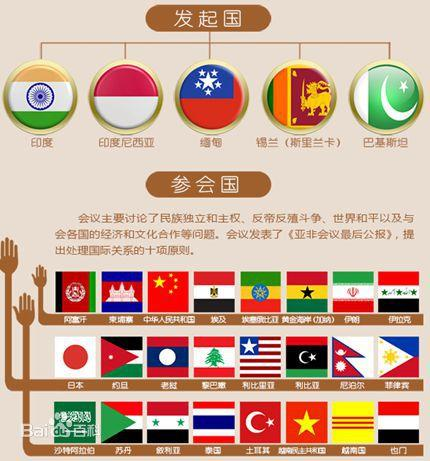 发起国
印度
印度尼西亚
缅甸
锡兰（斯里兰卡）
巴基斯坦
参会国
会议主要讨论了民族独立和主权、反帝反殖斗争、世界和平以及与
会各国的经济和文化合作等问题。会议发表了《亚非会议最后公报》，提
出处理国际关系的十项原则。
阿富汗
柬埔寨
中华人民共和国
埃及
埃塞俄比亚
黄金海岸(加纳)
伊朗
伊拉克
日本
约旦
老挝
黎巴嫩
利比里亚
利比亚
尼泊尔
菲律宾
沙特阿拉伯
苏丹
叙利亚
泰国
土耳其
越南民主共和国
越南国
也门
Bai百科